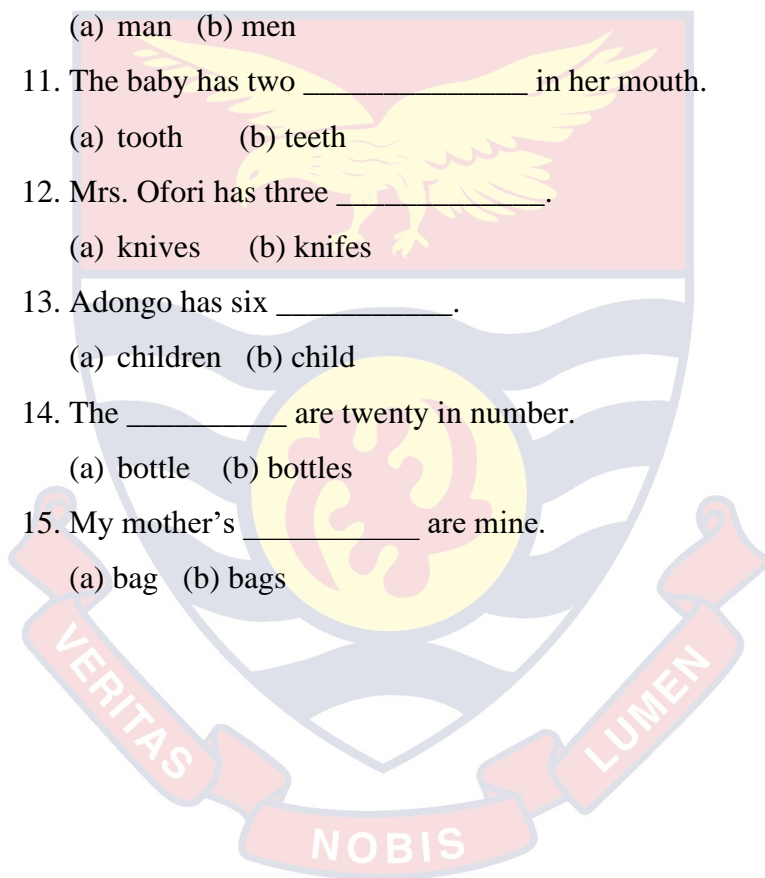 (a) man (b) men
11. The baby has two ______________ in her mouth.
(a) tooth (b) teeth
12. Mrs. Ofori has three _____________.
(a) knives (b) knifes
13. Adongo has six ___________.
(a) children (b) child
14. The __________ are twenty in number.
(a) bottle (b) bottles
15. My mother’s ___________ are mine.
(a) bag (b) bags
VERITAS
NOBIS
LUMEN